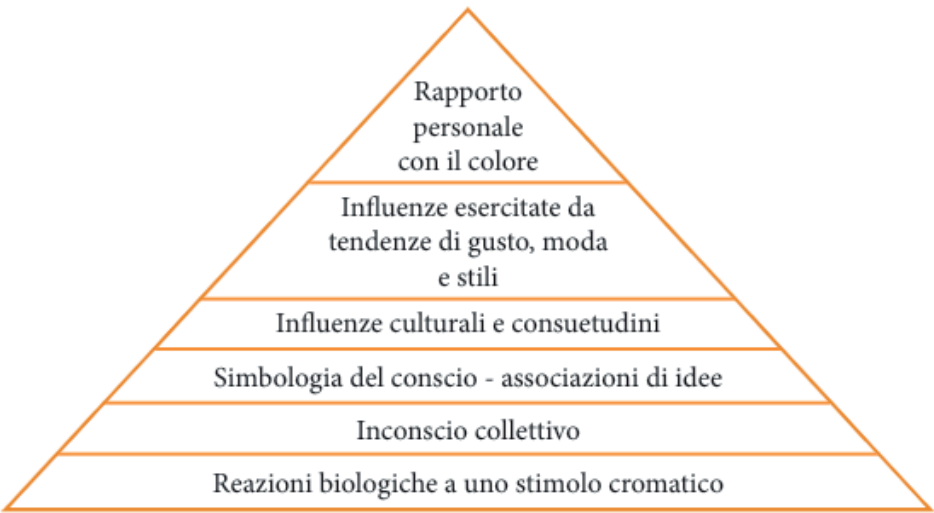 Rapporto
personale
con il colore
Influenze esercitate da
tendenze di gusto, moda
e stili
Influenze culturali e consuetudini
Simbologia del conscio - associazioni di idee
Inconscio collettivo
Reazioni biologiche a uno stimolo cromatico